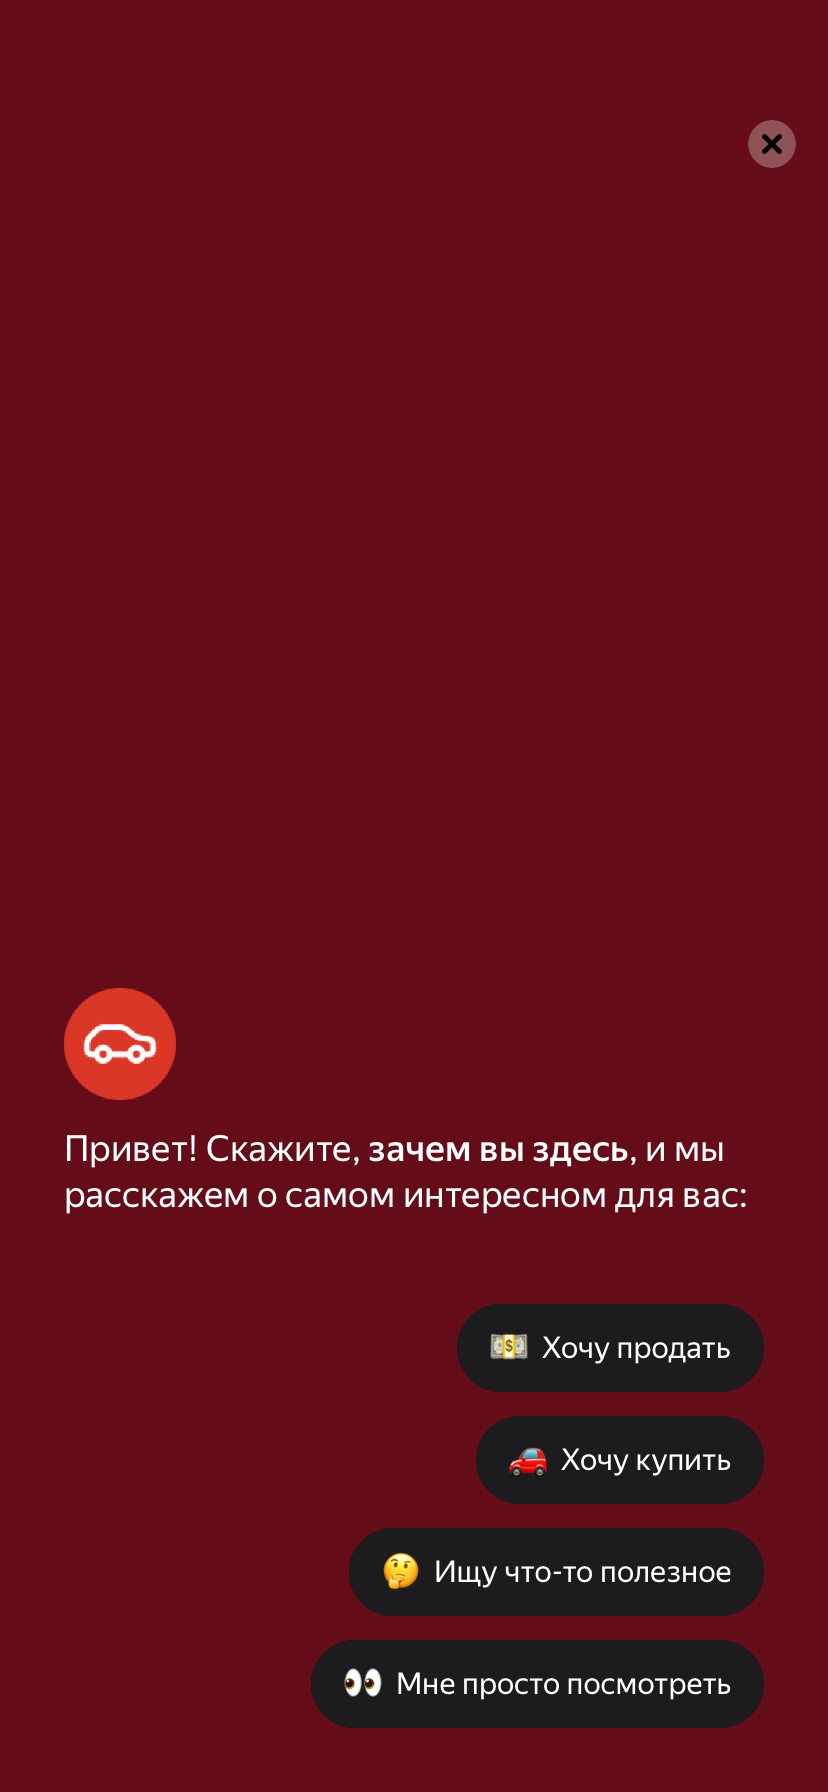 Привет! Скажите, зачем вы здесь, и мы
расскажем о самом интересном для вас:
💵 Хочу продать
🚗 Хочу купить
🤔 Ищу что-то полезное
👀 Мне просто посмотреть